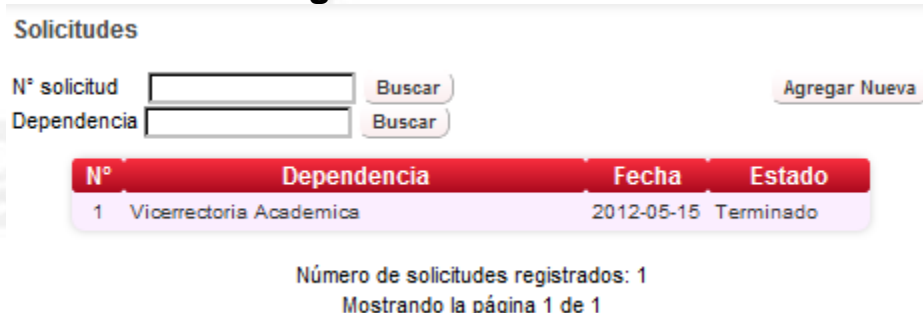 Solicitudes
N° solicitud Buscar Agregar Nueva
Dependencia Buscar
N° Dependencia Fecha Estado
1 Vicerrectoria Academica 2012-05-15 Terminado
Número de solicitudes registrados: 1
Mostrando la página 1 de 1